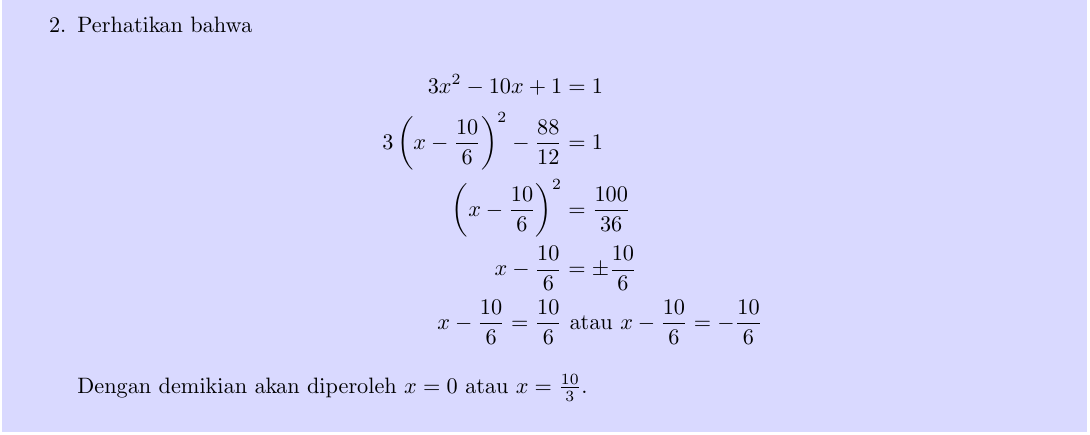 2. Perhatikan bahwa
3x² − 10x + 1 = 1
3 (x − 10/6)² − 88/12 = 1
(x − 10/6)² = 100/36
x − 10/6 = ±10/6
x − 10/6 = 10/6 atau x − 10/6 = −10/6
Dengan demikian akan diperoleh x = 0 atau x = 10/3.